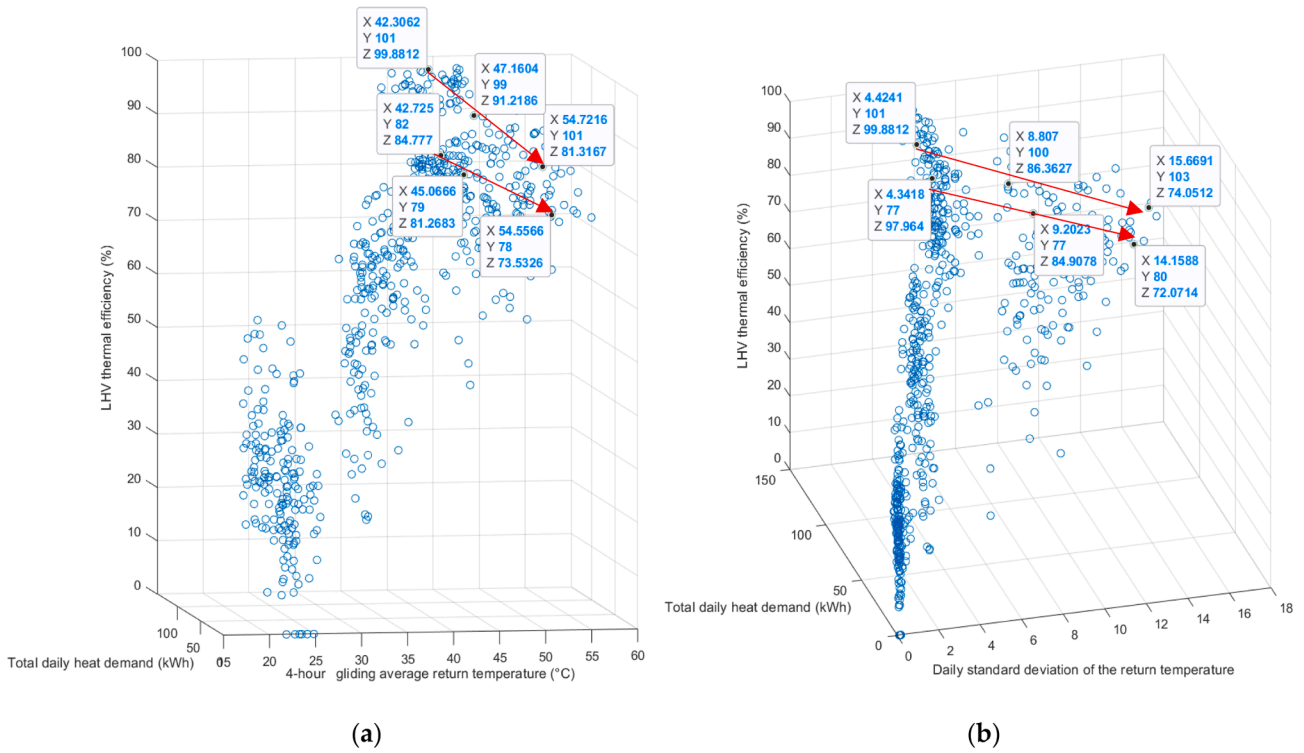 X 42.3062
Y 101
Z 99.8812
X 47.1604
Y 99
Z 91.2186
X 42.725
Y 82
Z 84.777
X 54.7216
Y 101
Z 81.3167
X 45.0666
Y 79
Z 81.2683
X 54.5566
Y 78
Z 73.5326
100
90
80
70
60
50
40
30
20
10
0
LHV thermal efficiency (%)
100
50
0
Total daily heat demand (kWh)
15
20
25
30
35
40
45
50
55
60
4-hour gliding average return temperature (°C)
(a)
X 4.4241
Y 101
Z 99.8812
X 8.807
Y 100
Z 86.3627
X 15.6691
Y 103
Z 74.0512
X 4.3418
Y 77
Z 97.964
X 9.2023
Y 77
Z 84.9078
X 14.1588
Y 80
Z 72.0714
100
90
80
70
60
50
40
30
20
10
0
LHV thermal efficiency (%)
150
100
50
0
Total daily heat demand (kWh)
0
2
4
6
8
10
12
14
16
18
Daily standard deviation of the return temperature
(b)